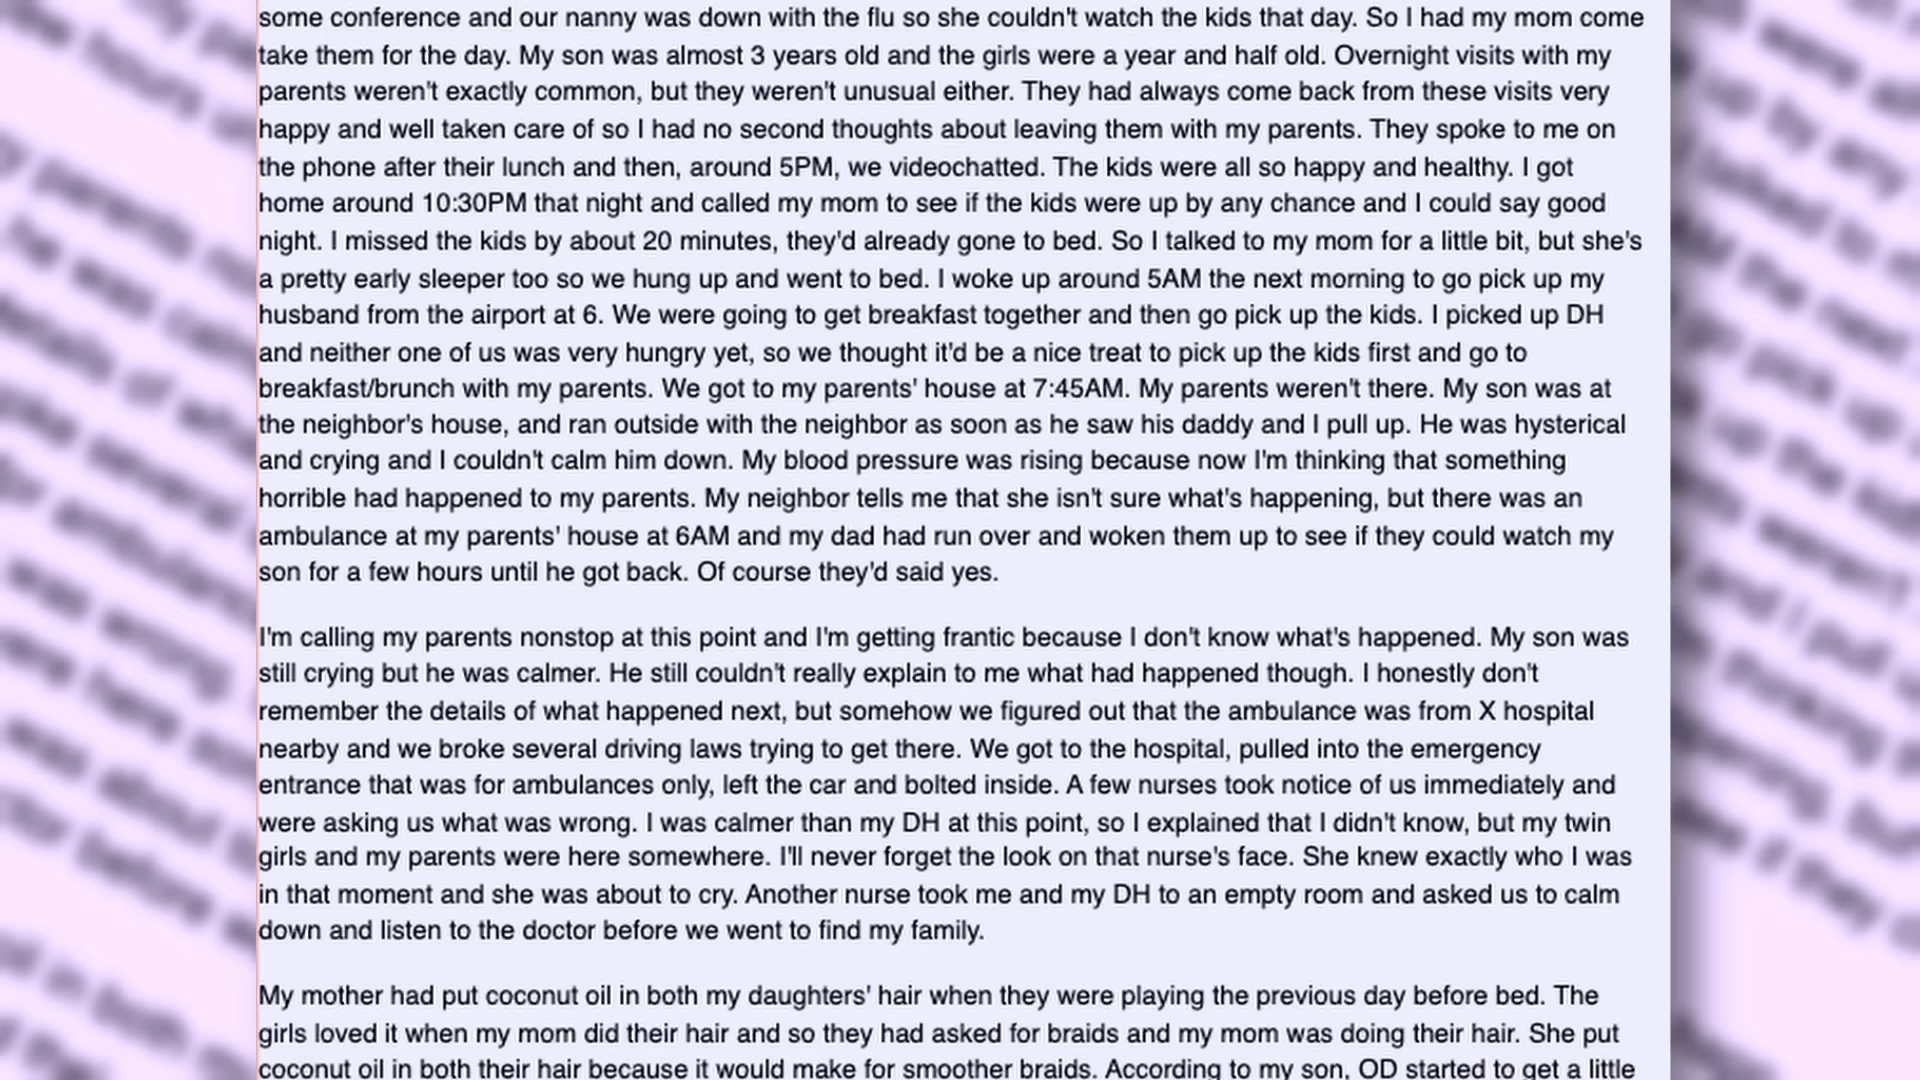 some conference and our nanny was down with the flu so she couldn't watch the kids that day. So I had my mom come
take them for the day. My son was almost 3 years old and the girls were a year and half old. Overnight visits with my
parents weren't exactly common, but they weren't unusual either. They had always come back from these visits very
happy and well taken care of so I had no second thoughts about leaving them with my parents. They spoke to me on
the phone after their lunch and then, around 5PM, we videochatted. The kids were all so happy and healthy. I got
home around 10:30PM that night and called my mom to see if the kids were up by any chance and I could say good
night. I missed the kids by about 20 minutes, they'd already gone to bed. So I talked to my mom for a little bit, but she's
a pretty early sleeper too so we hung up and went to bed. I woke up around 5AM the next morning to go pick up my
husband from the airport at 6. We were going to get breakfast together and then go pick up the kids. I picked up DH
and neither one of us was very hungry yet, so we thought it'd be a nice treat to pick up the kids first and go to
breakfast/brunch with my parents. We got to my parents' house at 7:45AM. My parents weren't there. My son was at
the neighbor's house, and ran outside with the neighbor as soon as he saw his daddy and I pull up. He was hysterical
and crying and I couldn't calm him down. My blood pressure was rising because now I'm thinking that something
horrible had happened to my parents. My neighbor tells me that she isn't sure what's happening, but there was an
ambulance at my parents' house at 6AM and my dad had run over and woken them up to see if they could watch my
son for a few hours until he got back. Of course they'd said yes.
I'm calling my parents nonstop at this point and I'm getting frantic because I don't know what's happened. My son was
still crying but he was calmer. He still couldn't really explain to me what had happened though. I honestly don't
remember the details of what happened next, but somehow we figured out that the ambulance was from X hospital
nearby and we broke several driving laws trying to get there. We got to the hospital, pulled into the emergency
entrance that was for ambulances only, left the car and bolted inside. A few nurses took notice of us immediately and
were asking us what was wrong. I was calmer than my DH at this point, so I explained that I didn't know, but my twin
girls and my parents were here somewhere. I'll never forget the look on that nurse's face. She knew exactly who I was
in that moment and she was about to cry. Another nurse took me and my DH to an empty room and asked us to calm
down and listen to the doctor before we went to find my family.
My mother had put coconut oil in both my daughters' hair when they were playing the previous day before bed. The
girls loved it when my mom did their hair and so they had asked for braids and my mom was doing their hair. She put
coconut oil in both their hair because it would make for smoother braids. According to my son, OD started to get a little